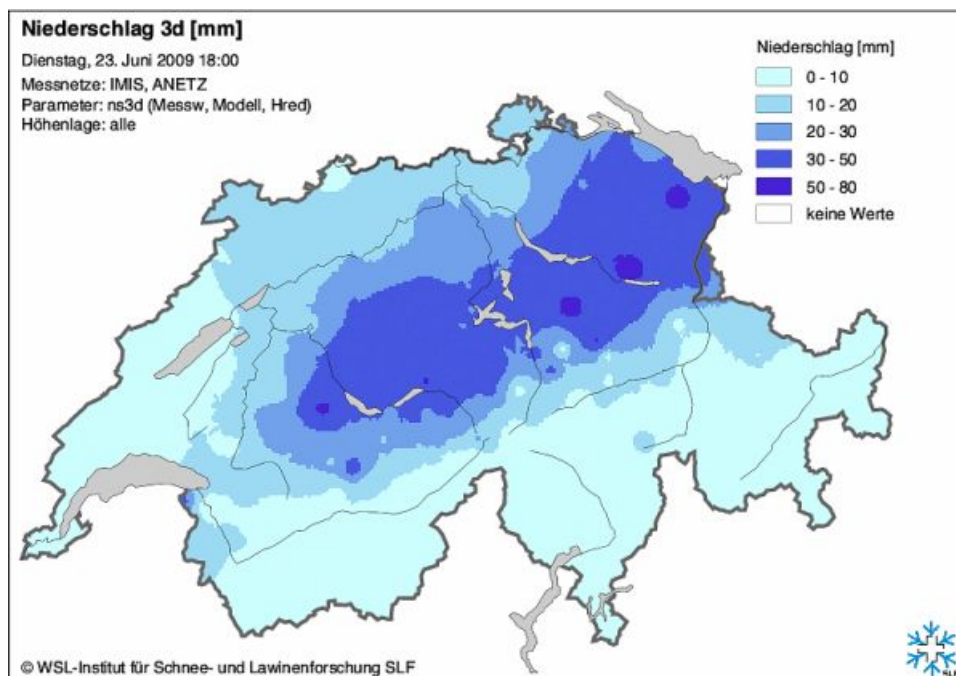 Niederschlag 3d [mm]
Dienstag, 23. Juni 2009 18:00
Messnetze: IMIS, ANETZ
Parameter: ns3d (Messw, Modell, Hred)
Höhenlage: alle
Niederschlag [mm]
0 - 10
10 - 20
20 - 30
30 - 50
50 - 80
keine Werte
© WSL-Institut für Schnee- und Lawinenforschung SLF
SLF